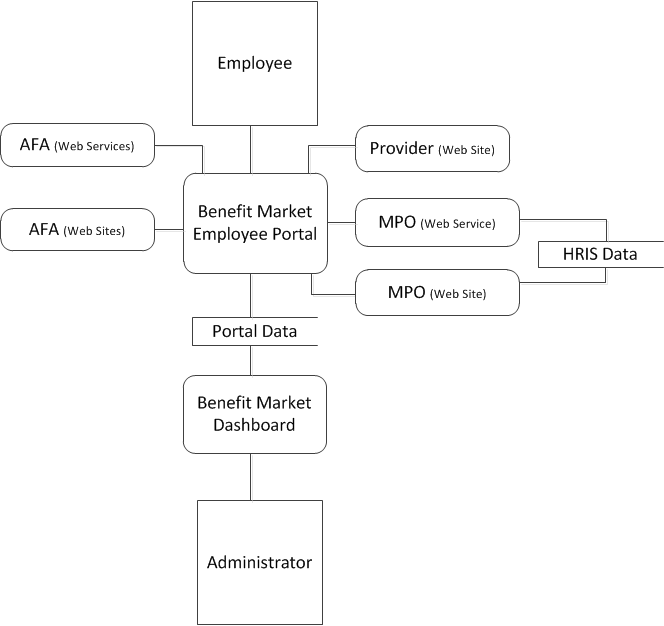 Employee
AFA (Web Services)
Provider (Web Site)
Benefit Market
Employee Portal
AFA (Web Sites)
MPO (Web Service)
HRIS Data
MPO (Web Site)
Portal Data
Benefit Market
Dashboard
Administrator